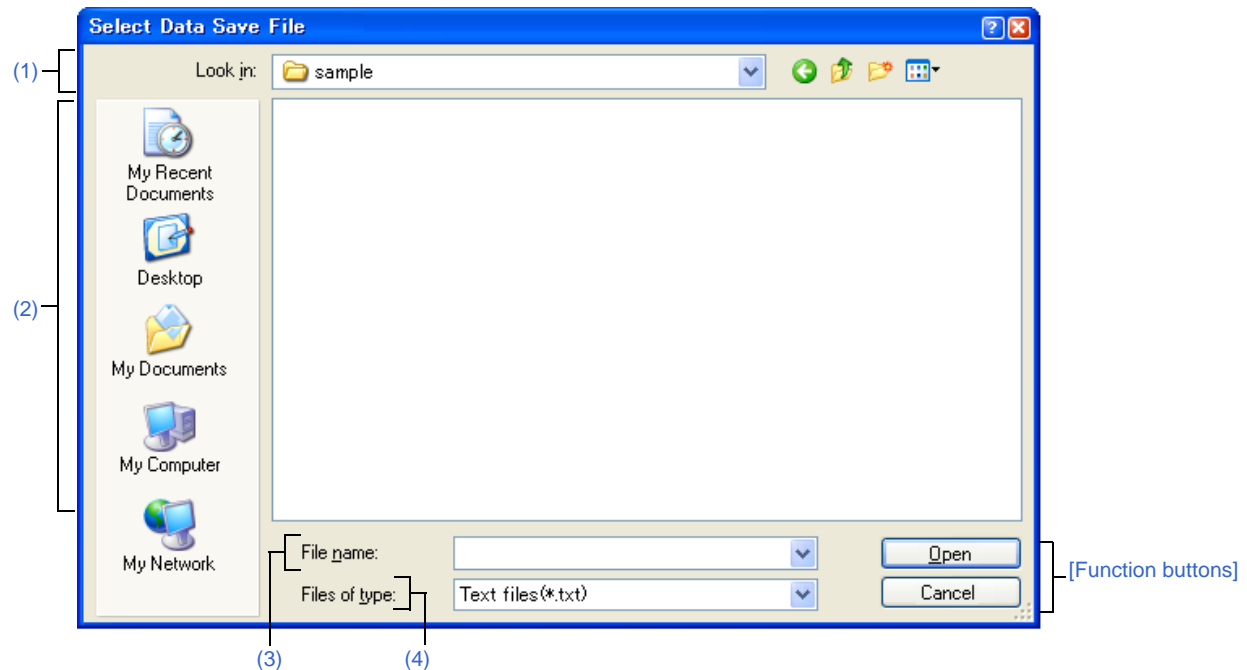 Select Data Save File
(1)
Look in:
sample
My Recent
Documents
Desktop
(2)
My Documents
My Computer
My Network
File name:
Open
[Function buttons]
Files of type:
Text files(*.txt)
Cancel
(3)
(4)